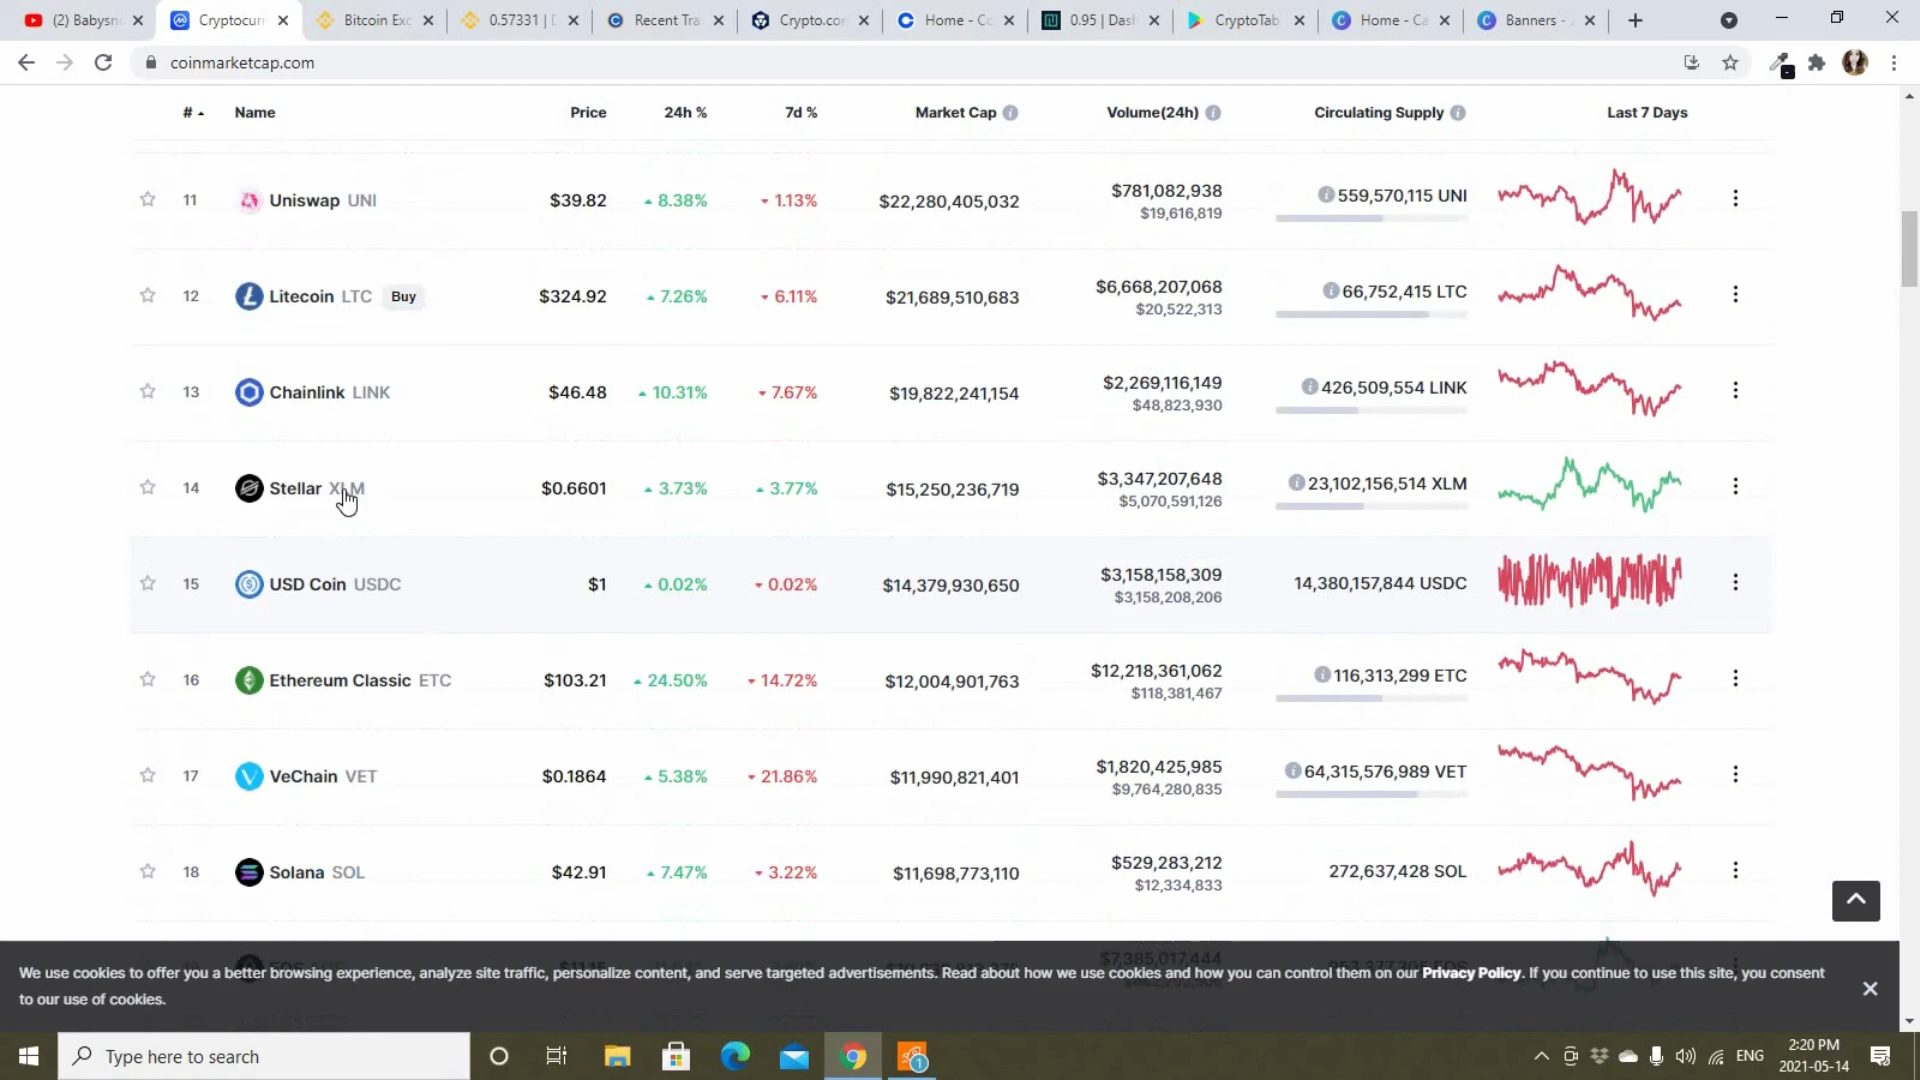 (2) Babysn
Cryptocurr
Bitcoin Exc
0.57331 | D
Recent Tra
Crypto.cor
Home - Co
0.95 | Dash
CryptoTab
Home - Ca
Banners -
coinmarketcap.com
# Name Price 24h % 7d % Market Cap Volume(24h) Circulating Supply Last 7 Days
11 Uniswap UNI $39.82 8.38% 1.13% $22,280,405,032 $781,082,938 559,570,115 UNI
$19,616,819
12 Litecoin LTC Buy $324.92 7.26% 6.11% $21,689,510,683 $6,668,207,068 66,752,415 LTC
$20,522,313
13 Chainlink LINK $46.48 10.31% 7.67% $19,822,241,154 $2,269,116,149 426,509,554 LINK
$48,823,930
14 Stellar XLM $0.6601 3.73% 3.77% $15,250,236,719 $3,347,207,648 23,102,156,514 XLM
$5,070,591,126
15 USD Coin USDC $1 0.02% 0.02% $14,379,930,650 $3,158,158,309 14,380,157,844 USDC
$3,158,208,206
16 Ethereum Classic ETC $103.21 24.50% 14.72% $12,004,901,763 $12,218,361,062 116,313,299 ETC
$118,381,467
17 VeChain VET $0.1864 5.38% 21.86% $11,990,821,401 $1,820,425,985 64,315,576,989 VET
$9,764,280,835
18 Solana SOL $42.91 7.47% 3.22% $11,698,773,110 $529,283,212 272,637,428 SOL
$12,334,833
$7,385,017,444
We use cookies to offer you a better browsing experience, analyze site traffic, personalize content, and serve targeted advertisements. Read about how we use cookies and how you can control them on our Privacy Policy. If you continue to use this site, you consent
to our use of cookies.
Type here to search
1
ENG
2:20 PM
2021-05-14